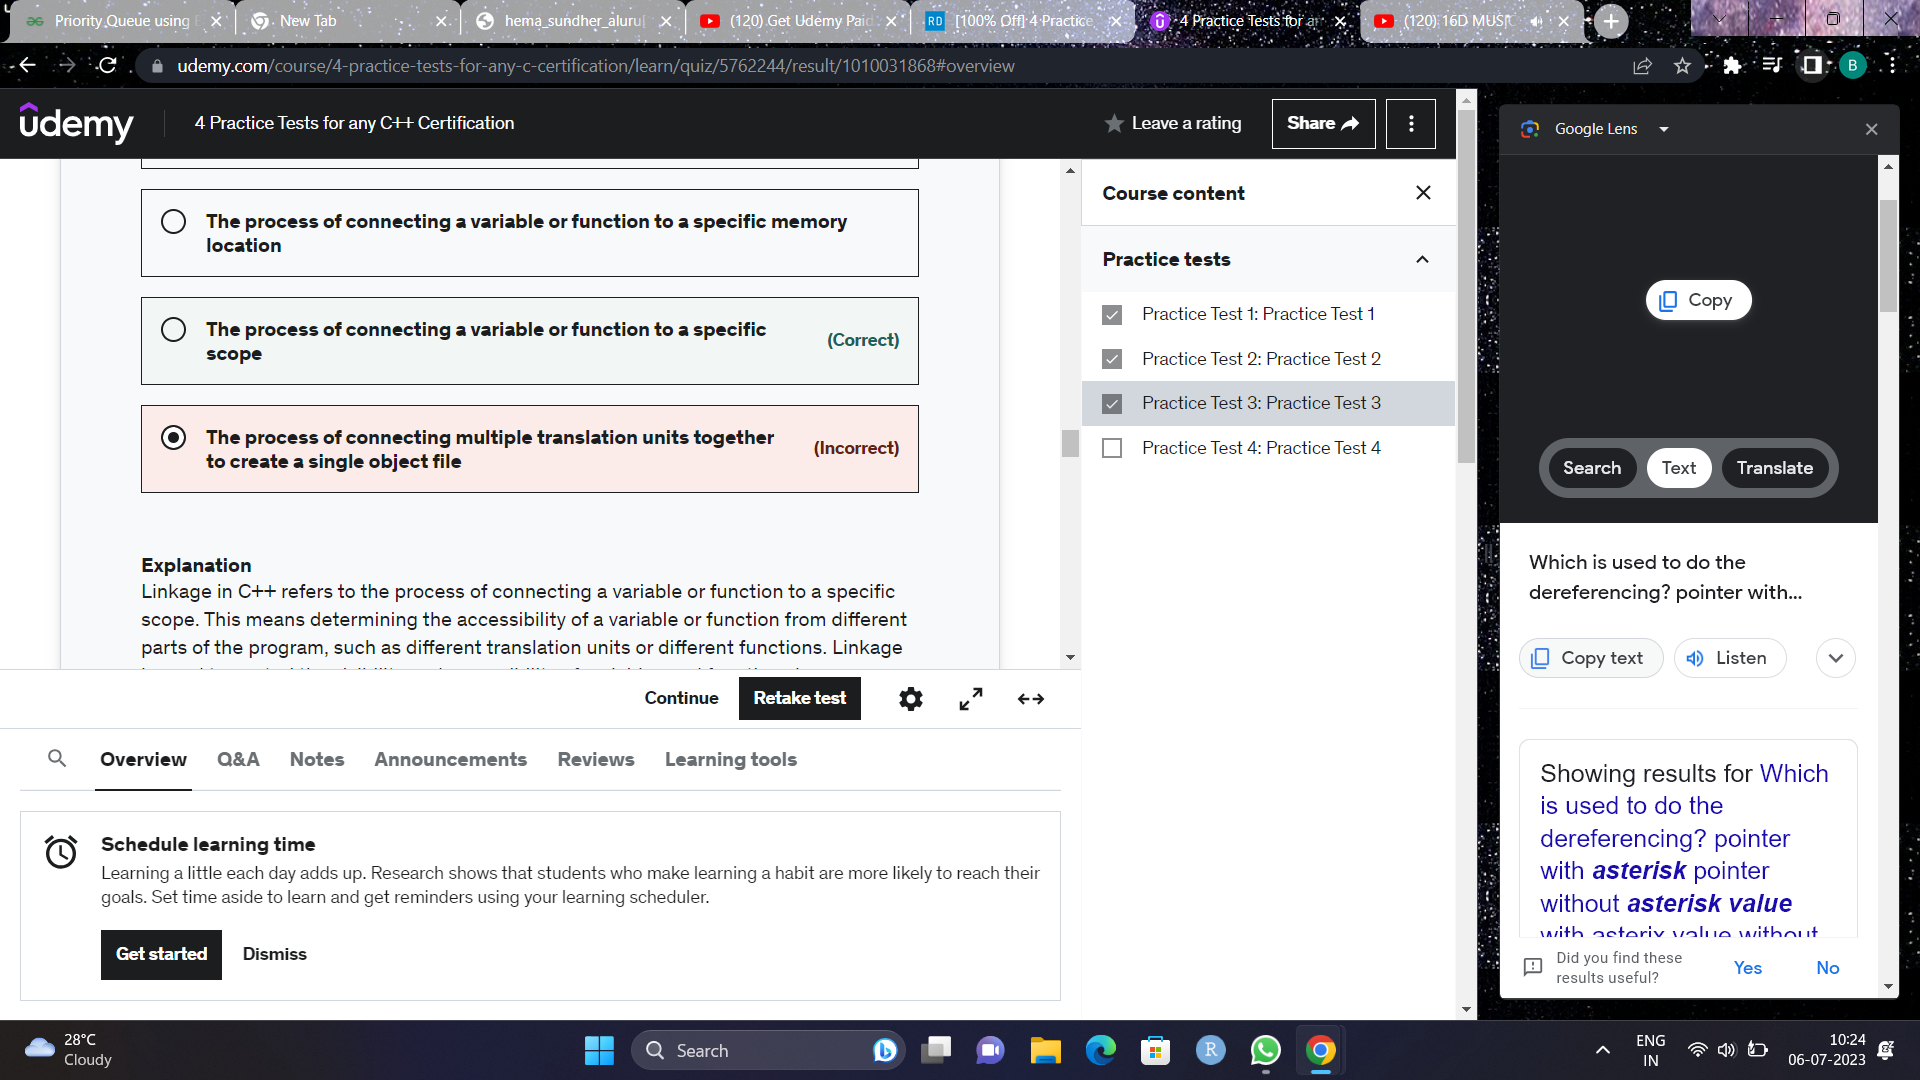 Priority Queue using
New Tab
hema_sundher_aluru
(120) Get Udemy Paid
RD
[100% Off] 4 Practice
4 Practice Tests for an
(120) 16D MUSIC
udemy.com/course/4-practice-tests-for-any-c-certification/learn/quiz/5762244/result/1010031868#overview
B
udemy
4 Practice Tests for any C++ Certification
Leave a rating
Share
Google Lens
The process of connecting a variable or function to a specific memory
location
The process of connecting a variable or function to a specific
scope
(Correct)
The process of connecting multiple translation units together
to create a single object file
(Incorrect)
Explanation
Linkage in C++ refers to the process of connecting a variable or function to a specific
scope. This means determining the accessibility of a variable or function from different
parts of the program, such as different translation units or different functions. Linkage
Continue
Retake test
Overview
Q&A
Notes
Announcements
Reviews
Learning tools
Schedule learning time
Learning a little each day adds up. Research shows that students who make learning a habit are more likely to reach their
goals. Set time aside to learn and get reminders using your learning scheduler.
Get started
Dismiss
Course content
Practice tests
Practice Test 1: Practice Test 1
Practice Test 2: Practice Test 2
Practice Test 3: Practice Test 3
Practice Test 4: Practice Test 4
Copy
Search
Text
Translate
Which is used to do the
dereferencing? pointer with...
Copy text
Listen
Showing results for Which
is used to do the
dereferencing? pointer
with asterisk pointer
without asterisk value
with asterix value without
Did you find these
results useful?
Yes
No
28°C
Cloudy
Search
R
ENG
IN
10:24
06-07-2023